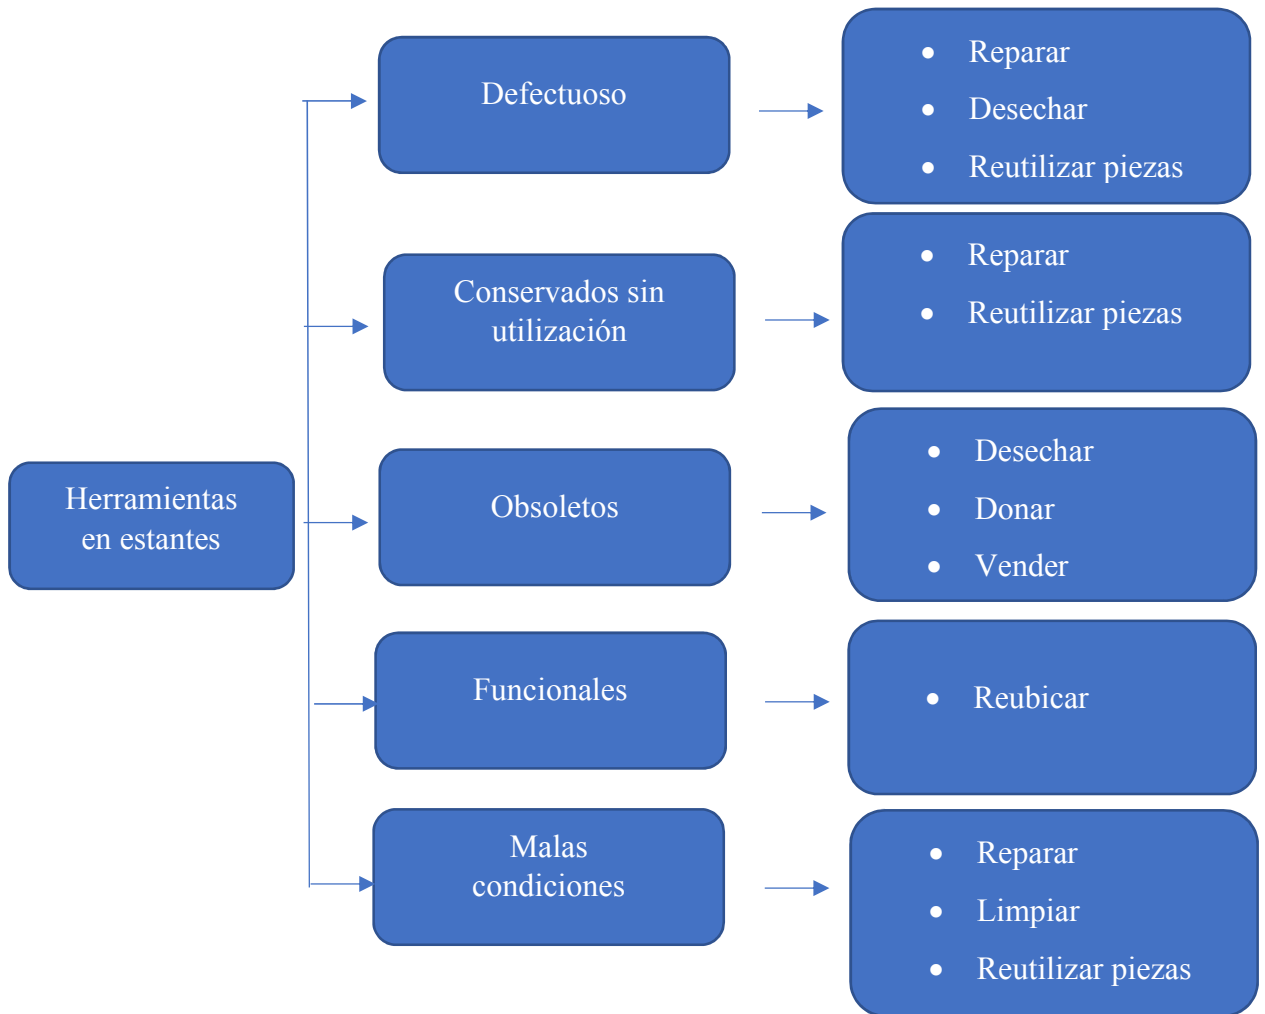 Herramientas
en estantes
Defectuoso
• Reparar
• Desechar
• Reutilizar piezas
Conservados sin
utilización
• Reparar
• Reutilizar piezas
Obsoletos
• Desechar
• Donar
• Vender
Funcionales
• Reubicar
Malas
condiciones
• Reparar
• Limpiar
• Reutilizar piezas